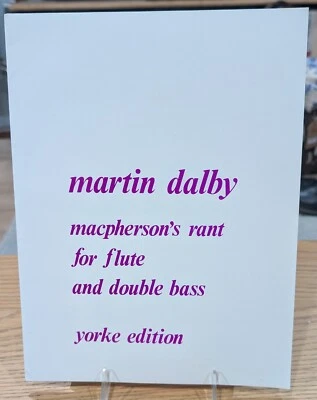 martin dalby
macpherson's rant
for flute
and double bass
yorke edition